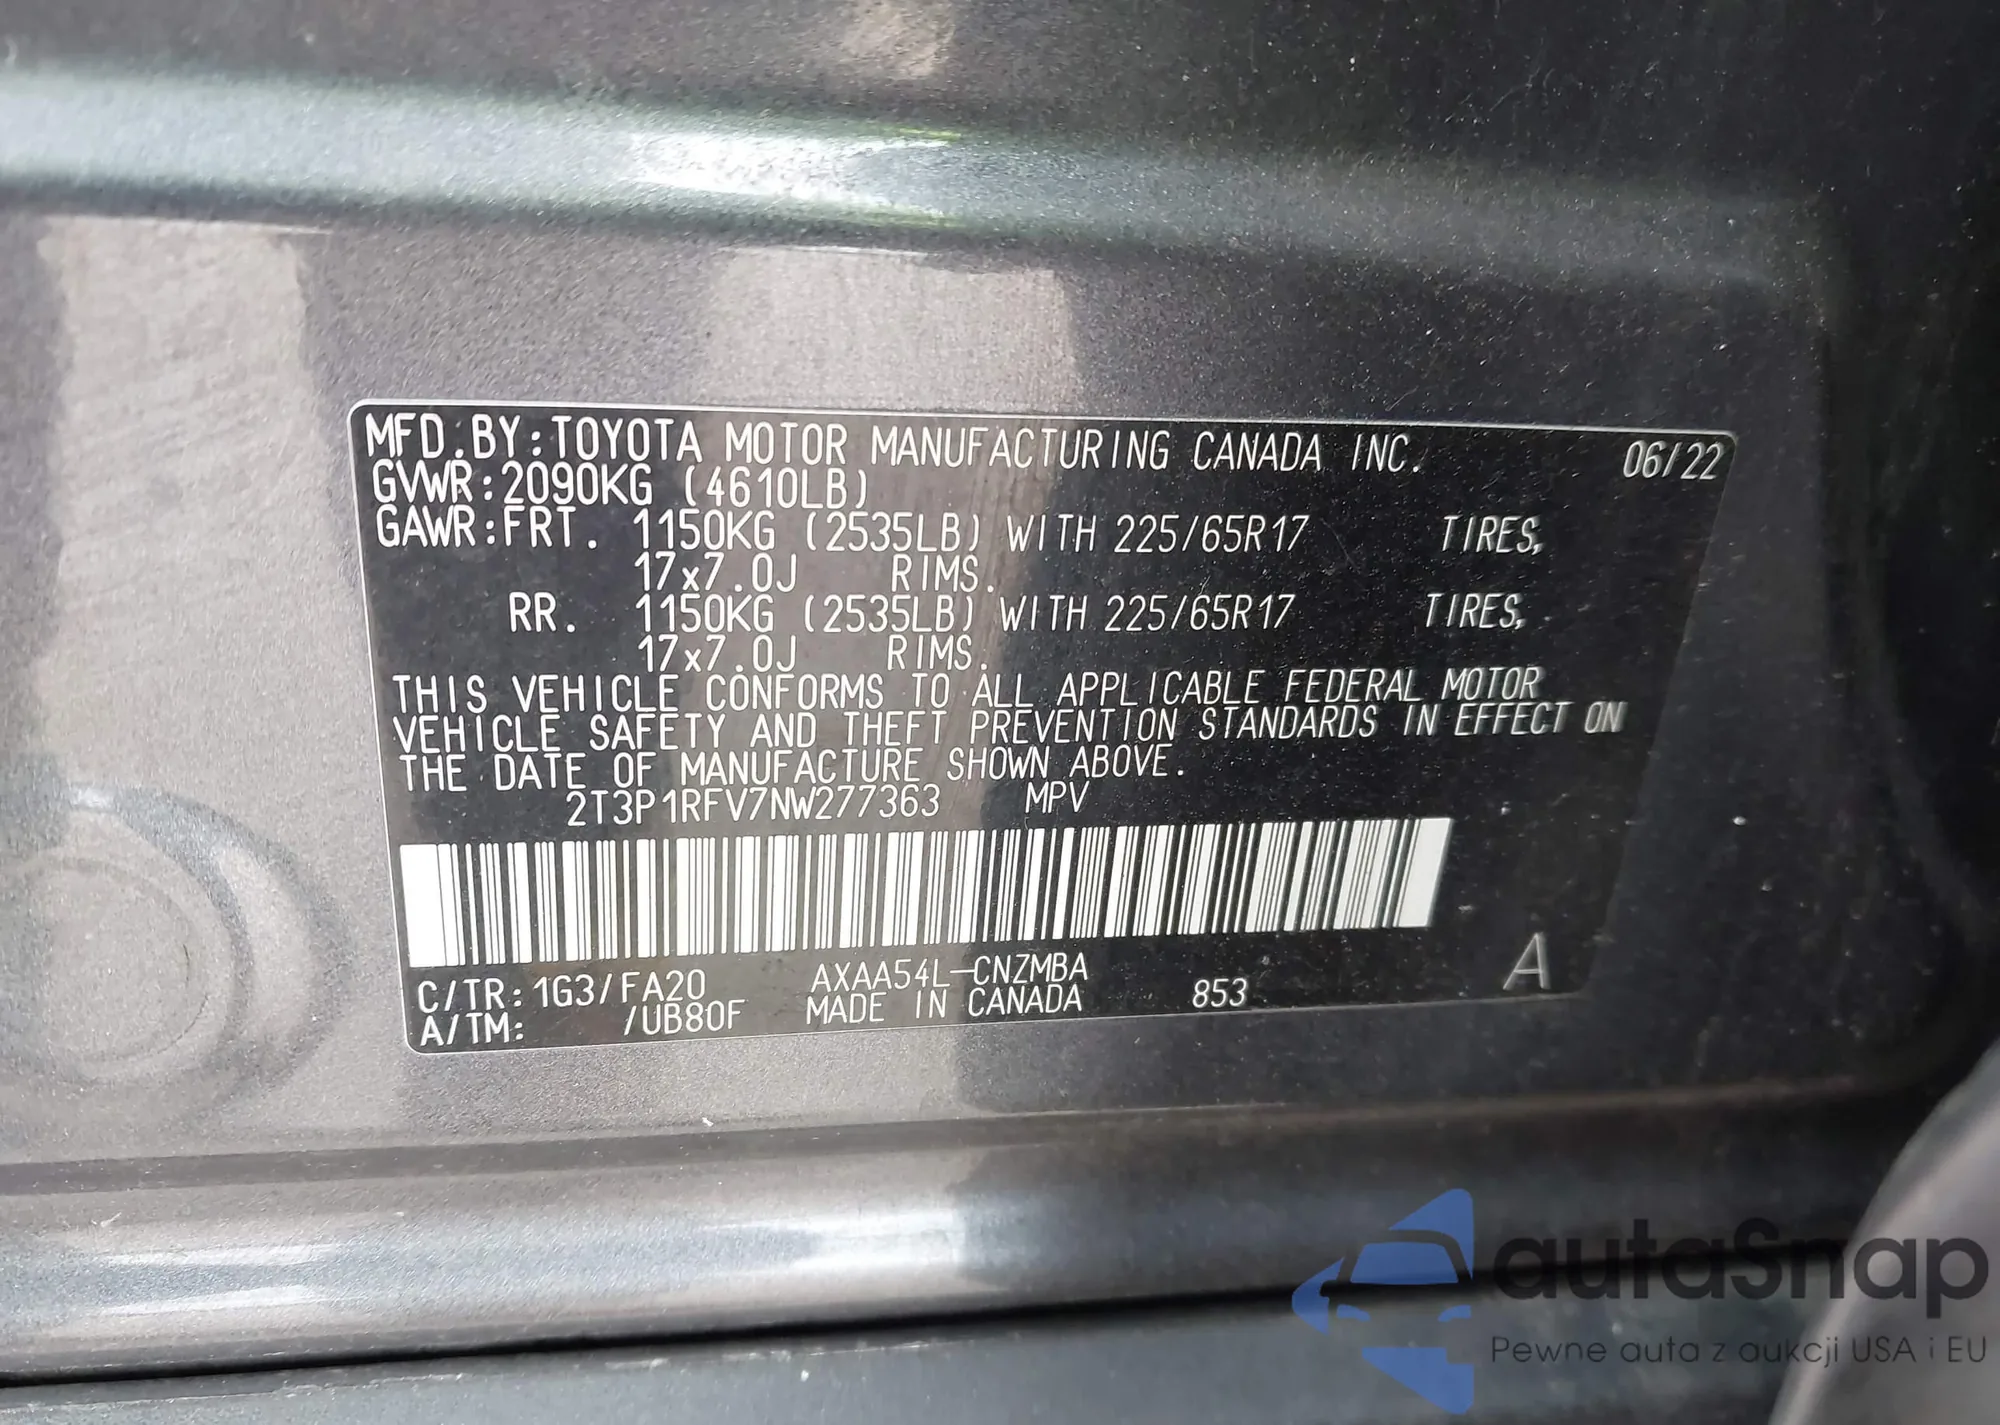 MFD.BY:TOYOTA MOTOR MANUFACTURING CANADA INC. 06/22
GVWR:2090KG (4610LB)
GAWR:FRT. 1150KG (2535LB) WITH 225/65R17 TIRES,
17x7.0J RIMS.
RR. 1150KG (2535LB) WITH 225/65R17 TIRES,
17x7.0J RIMS.
THIS VEHICLE CONFORMS TO ALL APPLICABLE FEDERAL MOTOR
VEHICLE SAFETY AND THEFT PREVENTION STANDARDS IN EFFECT ON
THE DATE OF MANUFACTURE SHOWN ABOVE.
2T3P1RFV7NW277363 MPV
C/TR:1G3/FA20 AXAA54L-CNZMBA
A/TM: /UB80F MADE IN CANADA 853 A
autaSnap
Pewne auta z aukcji USA i EU